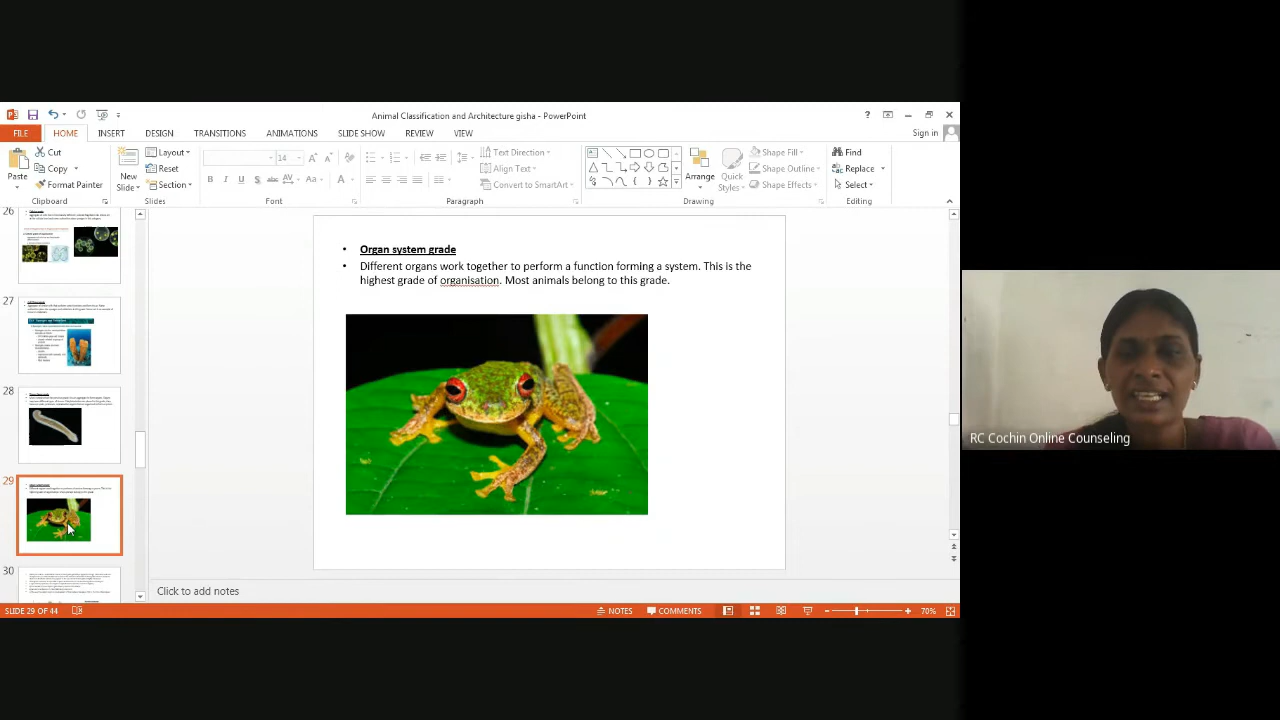 Animal Classification and Architecture gisha - PowerPoint
Sign in
FILE HOME INSERT DESIGN TRANSITIONS ANIMATIONS SLIDE SHOW REVIEW VIEW
Paste
Cut
Copy
Format Painter
Clipboard
New Slide
Layout
Reset
Section
Slides
14
Font
Text Direction
Align Text
Convert to SmartArt
Paragraph
Arrange
Quick Styles
Shape Fill
Shape Outline
Shape Effects
Drawing
Find
Replace
Select
Editing
26
27
28
29
30
• Organ system grade
• Different organs work together to perform a function forming a system. This is the
highest grade of organisation. Most animals belong to this grade.
Click to add notes
SLIDE 29 OF 44
NOTES
COMMENTS
70%
RC Cochin Online Counseling